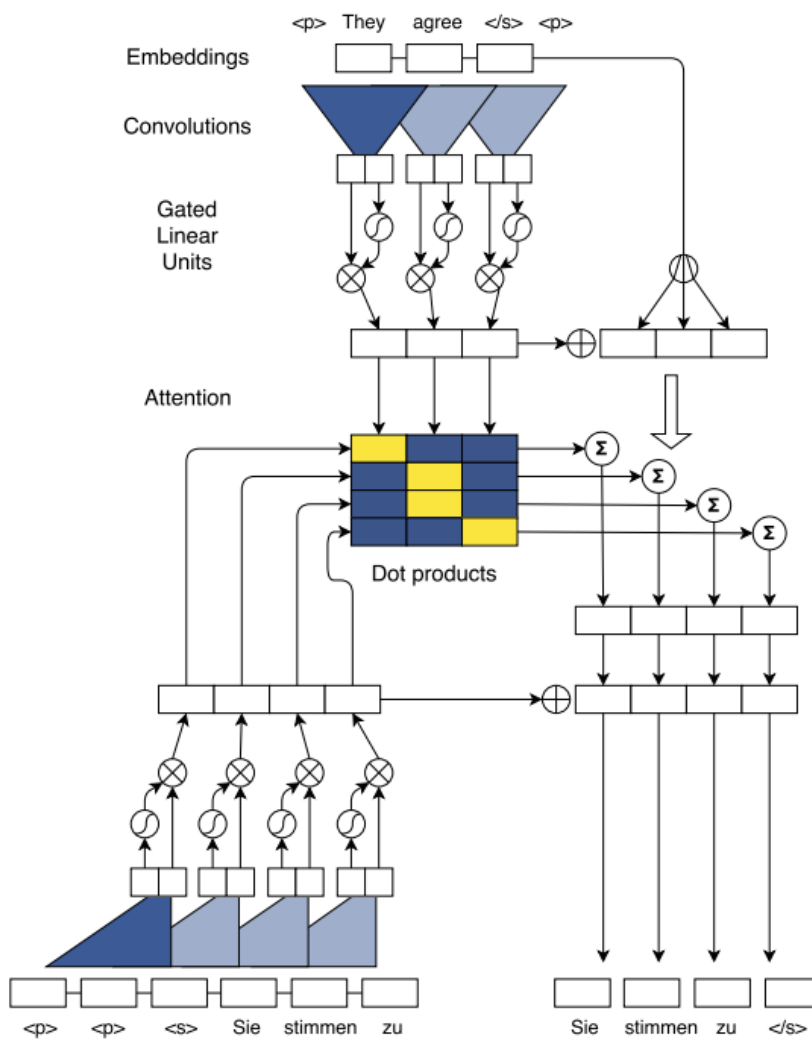 <p> They agree </s> <p>
Embeddings
Convolutions
Gated
Linear
Units
Attention
Σ
Σ
Σ
Σ
Dot products
<p> <p> <s> Sie stimmen zu
Sie stimmen zu </s>